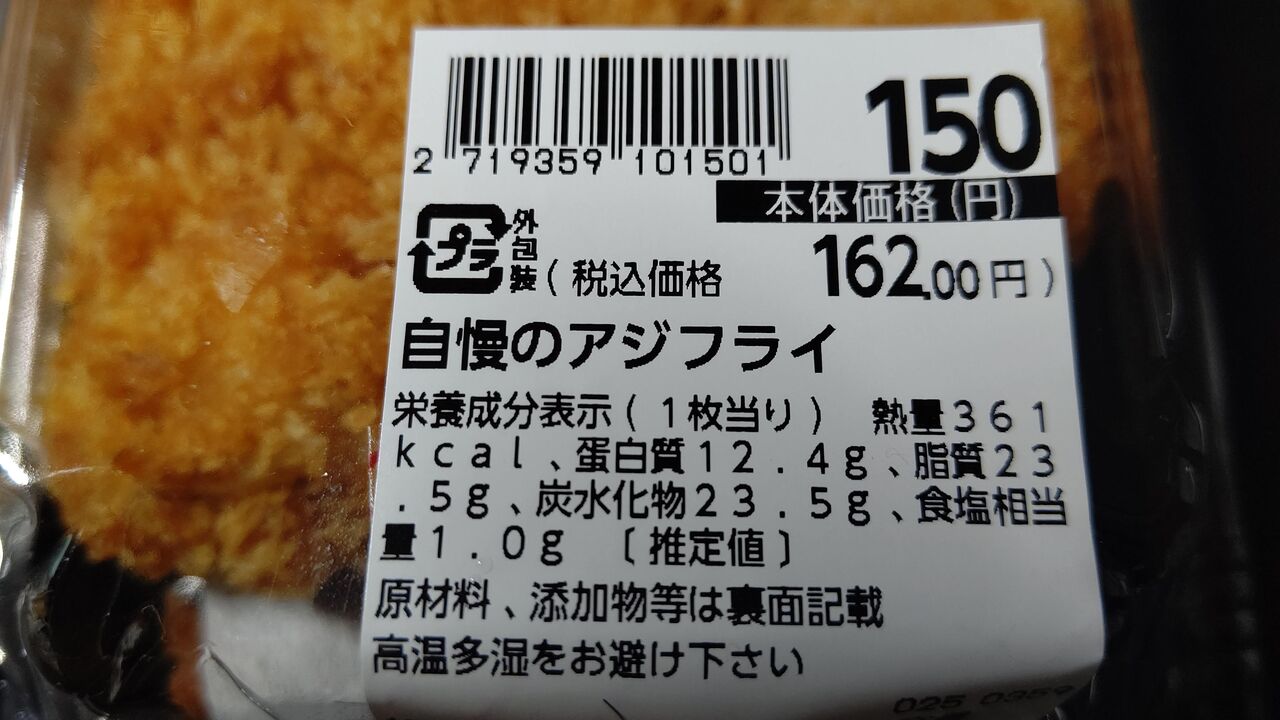 150
2 719359 101501
本体価格(円)
プラ
外包装
(税込価格 162.00円)
自慢のアジフライ
栄養成分表示(1枚当り) 熱量361
kcal、蛋白質12.4g、脂質23
.5g、炭水化物23.5g、食塩相当
量1.0g 〔推定値〕
原材料、添加物等は裏面記載
高温多湿をお避け下さい
025 0359